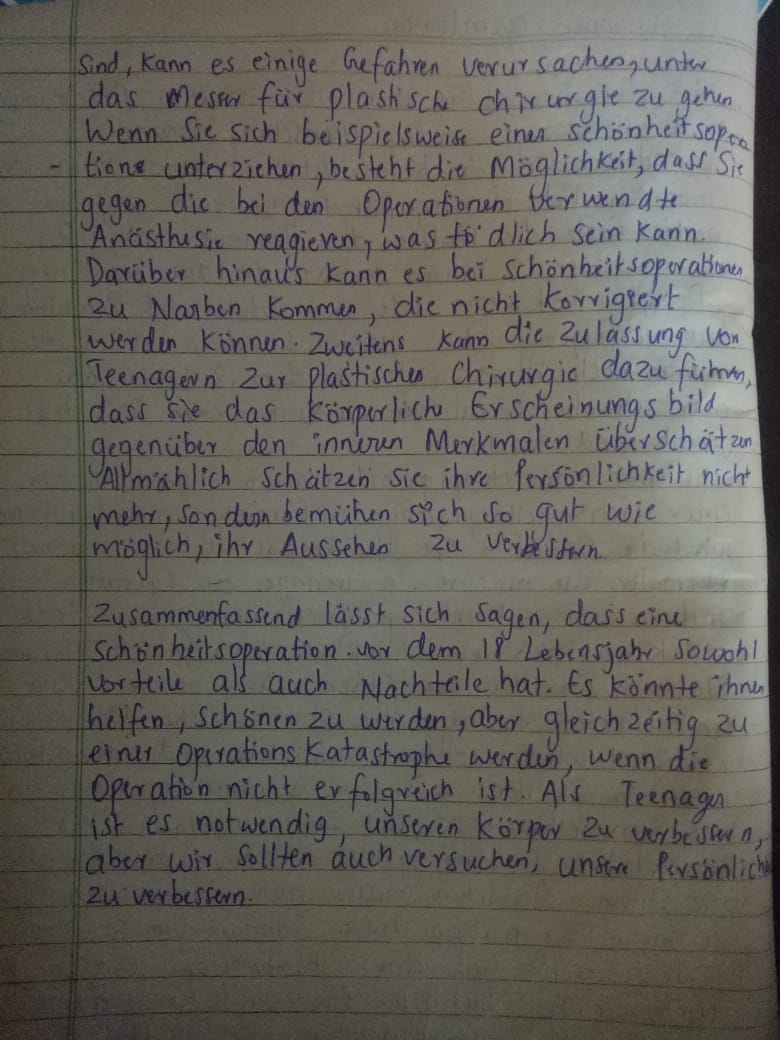 sind, kann es einige Gefahren verursachen, unter
das messer für plastische chirurgie zu gehen.
Wenn Sie sich beispielsweise einer schönheitsopera
- tione unterziehen, besteht die Möglichkeit, dass Sie
gegen die bei den Operationen verwendte
Anästhesie reagieren, was tödlich sein kann.
Darüber hinaus kann es bei schönheitsoperationen
zu Narben kommen, die nicht korrigiert
werden können. Zweitens kann die Zulassung von
Teenagern zur plastischen Chirurgie dazu führen,
dass sie das körperliche Erscheinungsbild
gegenüber den inneren Merkmalen überschätzen
Allmählich schätzen sie ihre Persönlichkeit nicht
mehr, sondern bemühen sich so gut wie
möglich, ihr Aussehen zu verbessern.
Zusammenfassend lässt sich sagen, dass eine
Schönheitsoperation vor dem 18 Lebensjahr sowohl
vorteile als auch Nachteile hat. Es könnte ihnen
helfen, schönen zu werden, aber gleichzeitig zu
einer Operationskatastrophe werden, wenn die
Operation nicht erfolgreich ist. Als Teenager
ist es notwendig, unseren körper zu verbessern,
aber wir sollten auch versuchen, unsere Persönlich
zu verbessern.